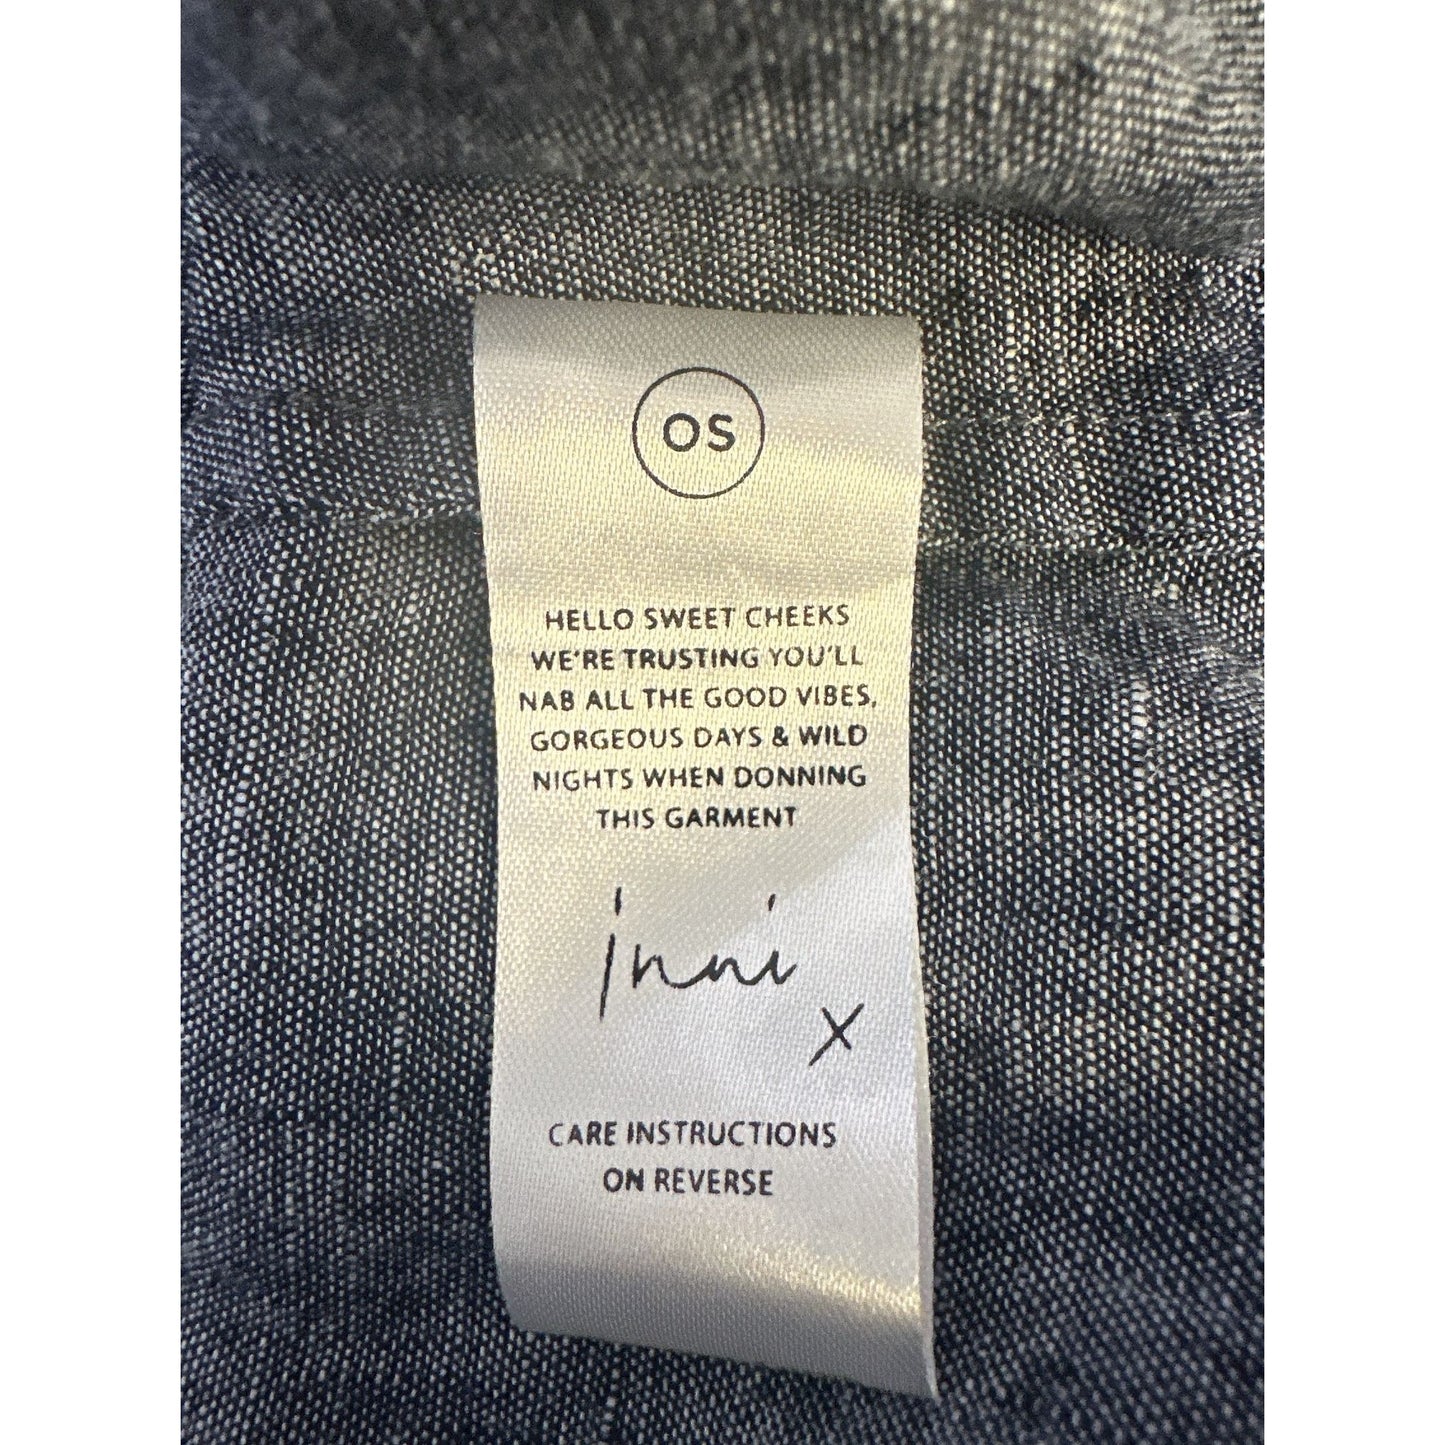 OS
HELLO SWEET CHEEKS
WE'RE TRUSTING YOU'LL
NAB ALL THE GOOD VIBES,
GORGEOUS DAYS & WILD
NIGHTS WHEN DONNING
THIS GARMENT
inni
X
CARE INSTRUCTIONS
ON REVERSE